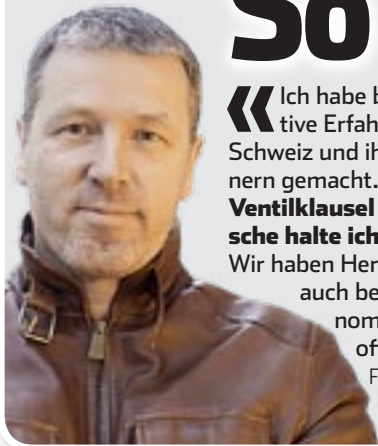 So
« Ich habe b
tive Erfah
Schweiz und ih
nern gemacht.
Ventilklausel
sche halte ich
Wir haben Her
auch be
nom
of
F